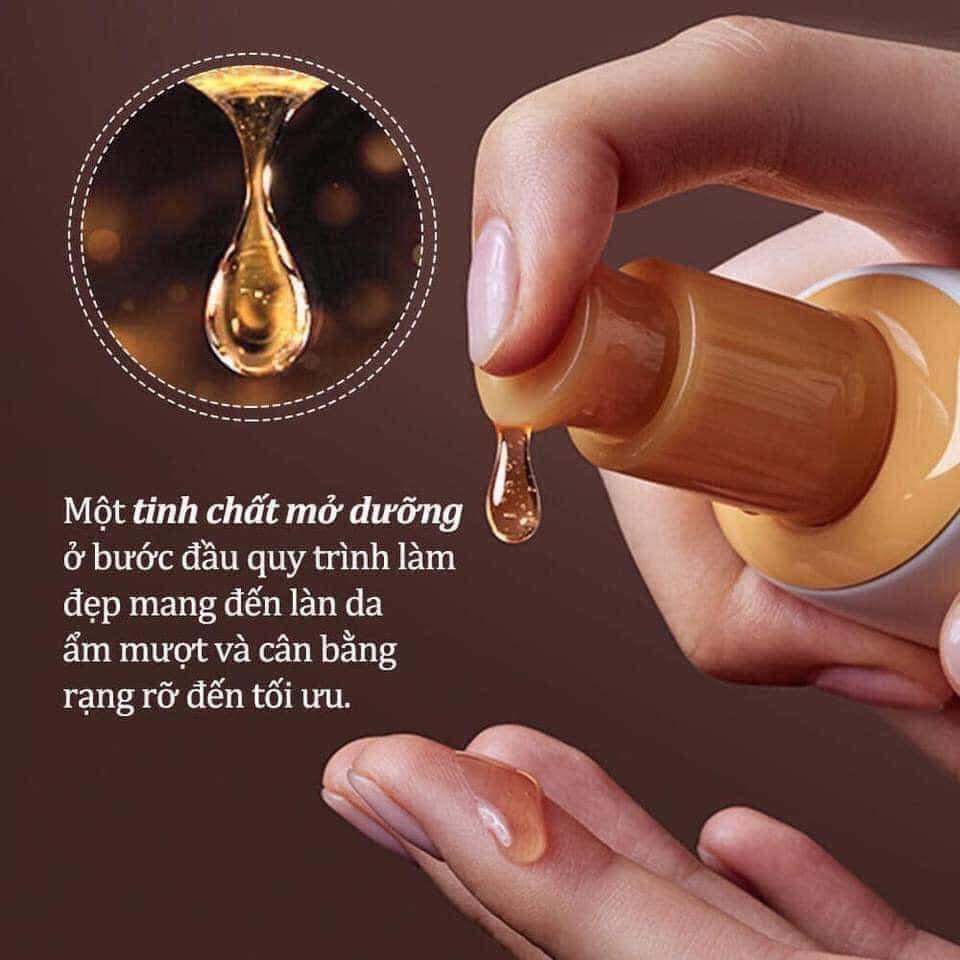 Một tinh chất mở dưỡng
ở bước đầu quy trình làm
đẹp mang đến làn da
ẩm mượt và cân bằng
rạng rỡ đến tối ưu.